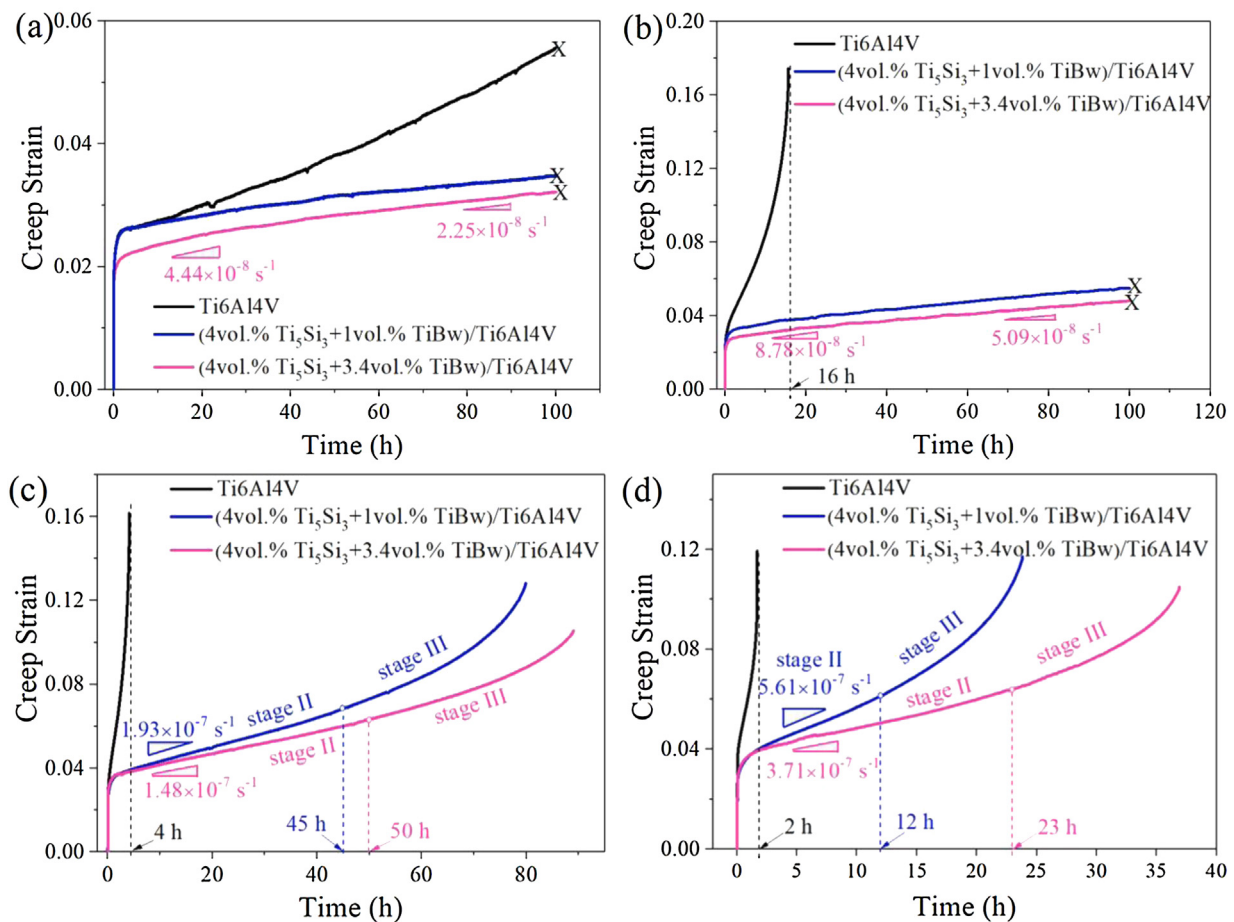 (a)
0.06
0.04
0.02
0.00
Creep Strain
X
X
X
2.25×10⁻⁸ s⁻¹
4.44×10⁻⁸ s⁻¹
Ti6Al4V
(4vol.% Ti₅Si₃+1vol.% TiBw)/Ti6Al4V
(4vol.% Ti₅Si₃+3.4vol.% TiBw)/Ti6Al4V
0 20 40 60 80 100
Time (h)
(b)
0.20
0.16
0.12
0.08
0.04
0.00
Creep Strain
Ti6Al4V
(4vol.% Ti₅Si₃+1vol.% TiBw)/Ti6Al4V
(4vol.% Ti₅Si₃+3.4vol.% TiBw)/Ti6Al4V
X
X
8.78×10⁻⁸ s⁻¹
5.09×10⁻⁸ s⁻¹
16 h
0 20 40 60 80 100 120
Time (h)
(c)
0.16
0.12
0.08
0.04
0.00
Creep Strain
Ti6Al4V
(4vol.% Ti₅Si₃+1vol.% TiBw)/Ti6Al4V
(4vol.% Ti₅Si₃+3.4vol.% TiBw)/Ti6Al4V
stage III
1.93×10⁻⁷ s⁻¹
stage II
stage III
stage II
1.48×10⁻⁷ s⁻¹
4 h
45 h
50 h
0 20 40 60 80
Time (h)
(d)
0.12
0.08
0.04
0.00
Creep Strain
Ti6Al4V
(4vol.% Ti₅Si₃+1vol.% TiBw)/Ti6Al4V
(4vol.% Ti₅Si₃+3.4vol.% TiBw)/Ti6Al4V
stage III
stage II
5.61×10⁻⁷ s⁻¹
stage III
stage II
3.71×10⁻⁷ s⁻¹
2 h
12 h
23 h
0 5 10 15 20 25 30 35 40
Time (h)